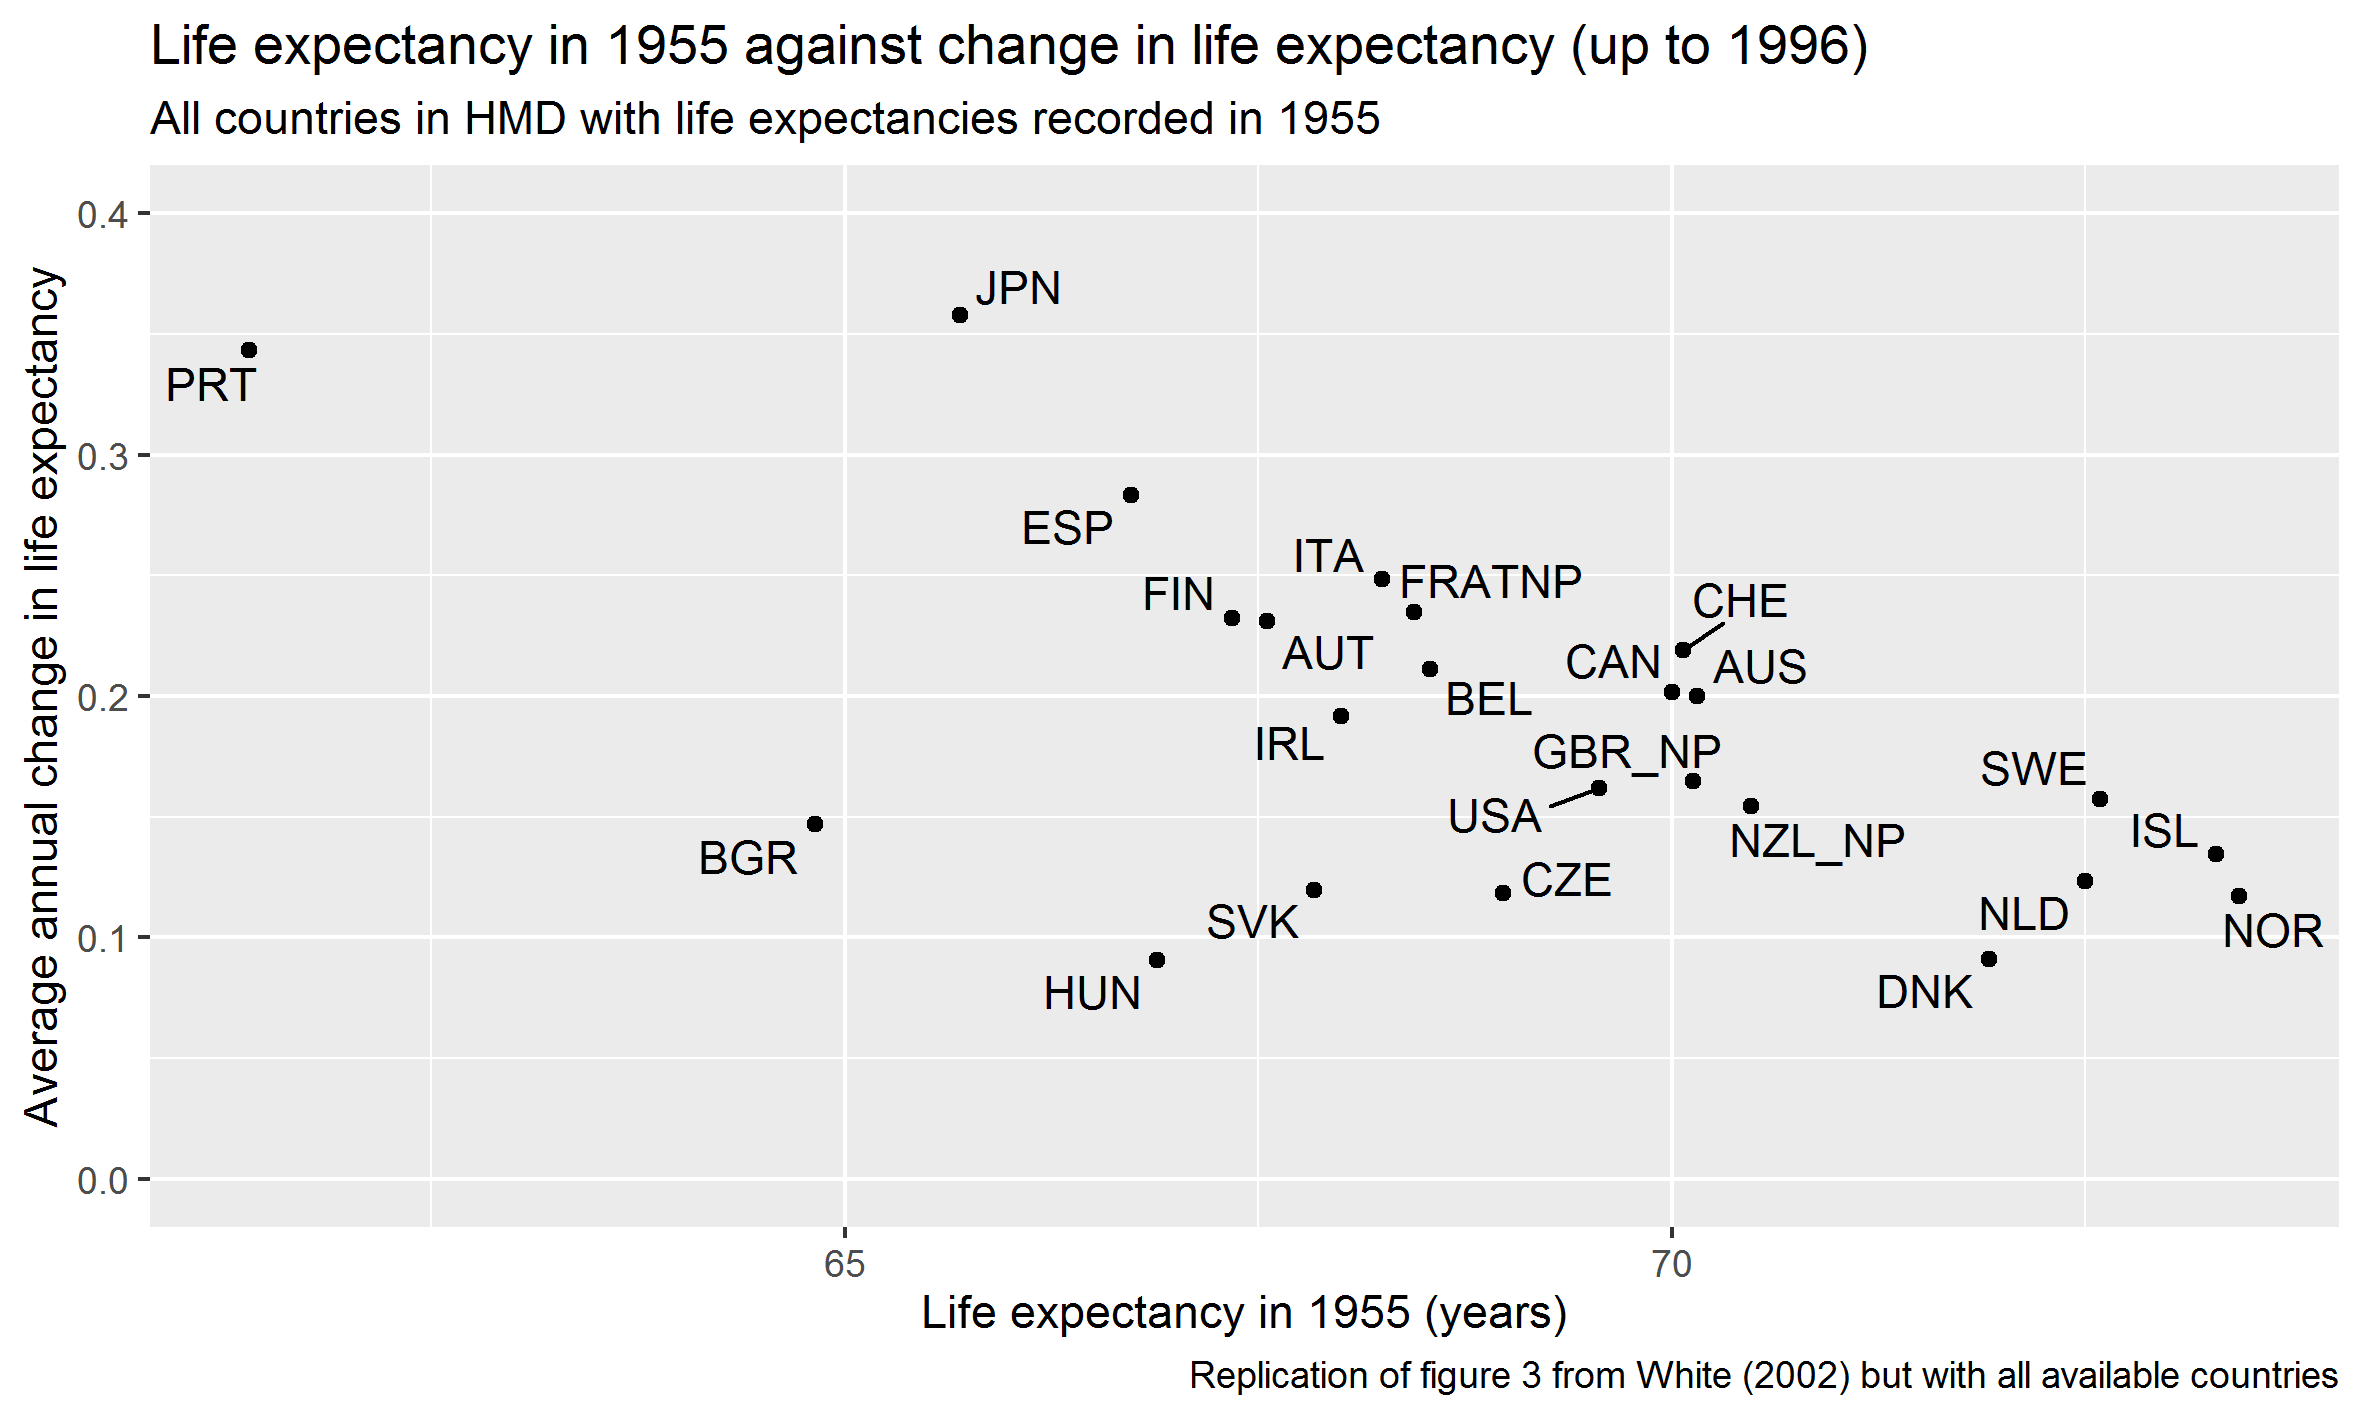 Life expectancy in 1955 against change in life expectancy (up to 1996)
All countries in HMD with life expectancies recorded in 1955
Average annual change in life expectancy
0.4
0.3
0.2
0.1
0.0
JPN
PRT
ESP
ITA
FRATNP
FIN
CHE
AUT
CAN
AUS
BEL
IRL
GBR_NP
SWE
USA
ISL
NZL_NP
BGR
CZE
SVK
NLD
NOR
HUN
DNK
65
70
Life expectancy in 1955 (years)
Replication of figure 3 from White (2002) but with all available countries